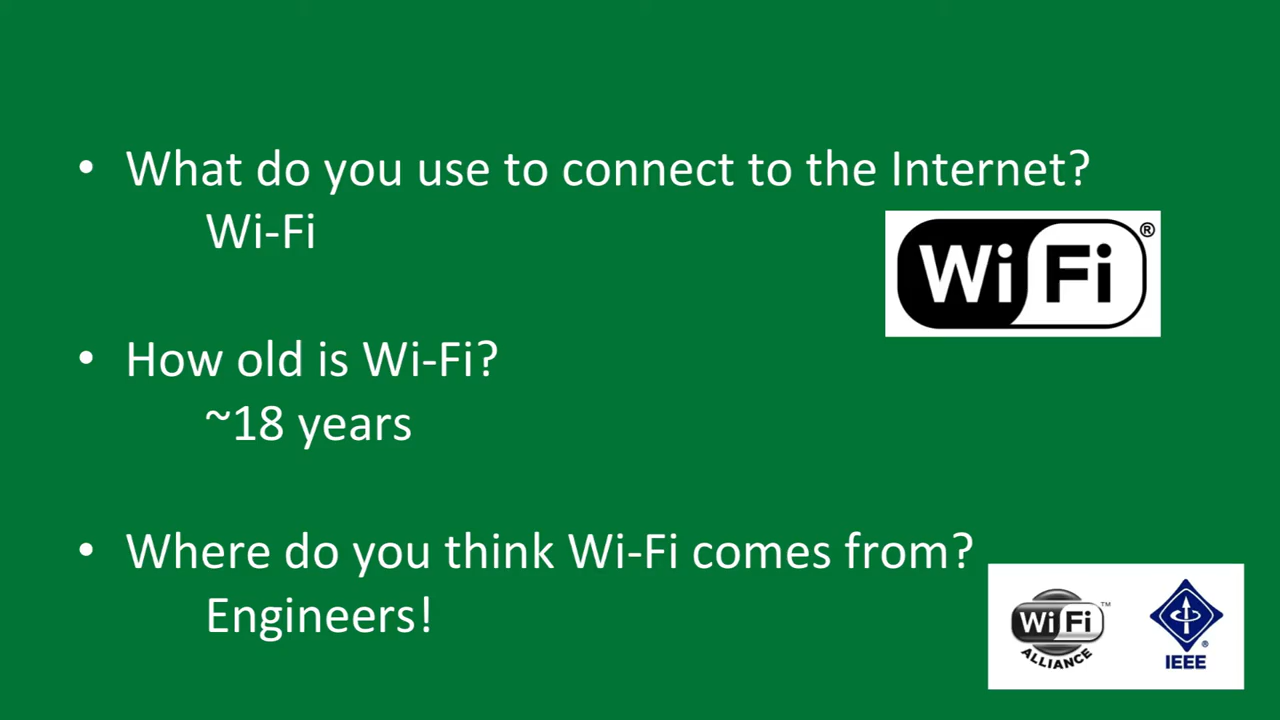 • What do you use to connect to the Internet?
Wi-Fi
WiFi®
• How old is Wi-Fi?
~18 years
• Where do you think Wi-Fi comes from?
Engineers!
WiFi™
ALLIANCE
®
IEEE